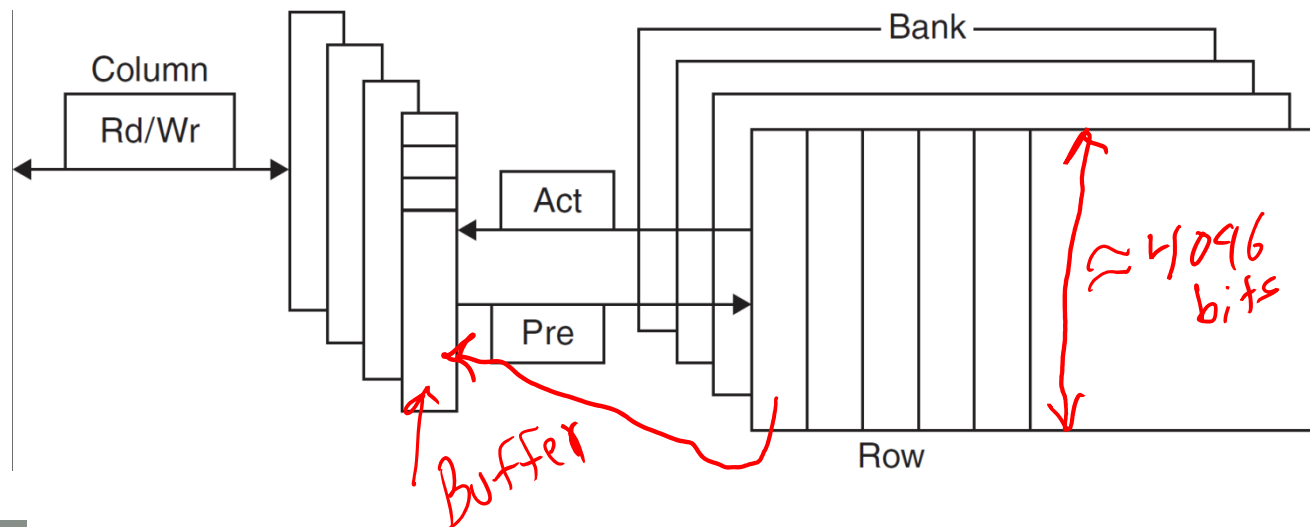 Bank
Column
Rd/Wr
Act
Pre
≈ 4096
bits
Buffer
Row